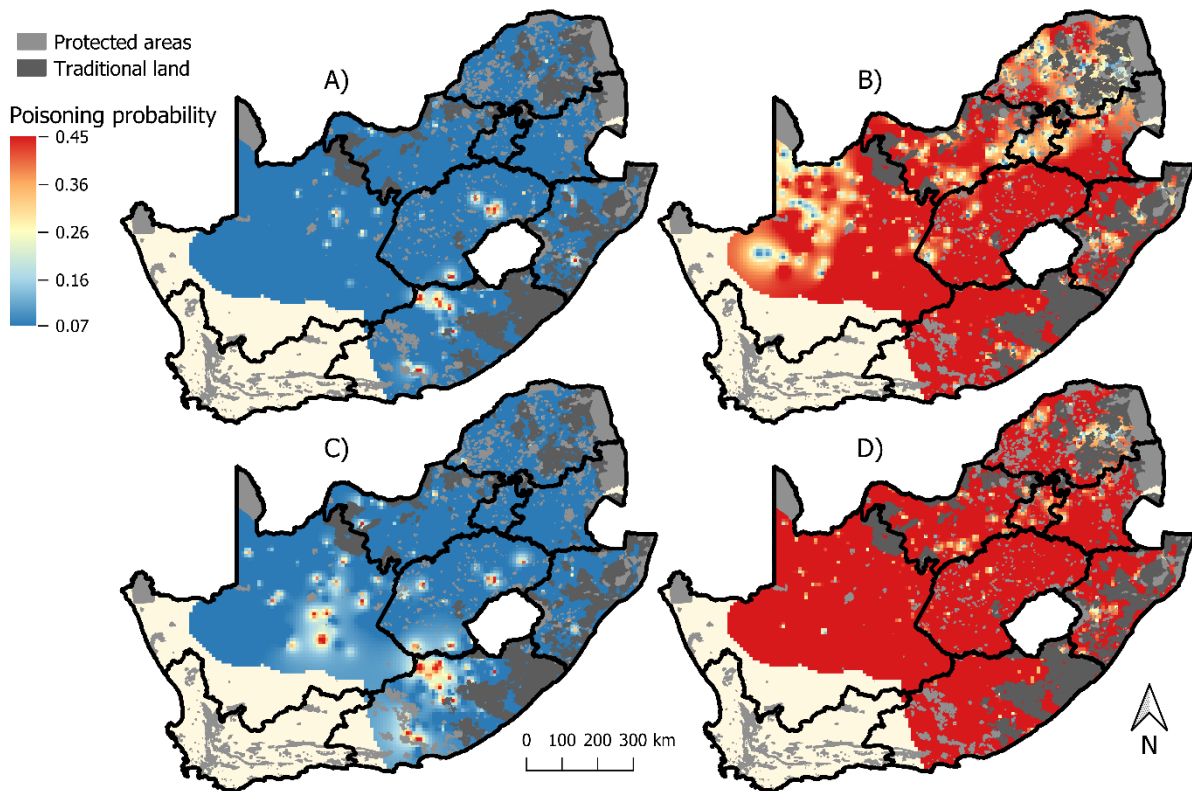 Protected areas
Traditional land
Poisoning probability
0.45
0.36
0.26
0.16
0.07
A)
B)
C)
D)
0 100 200 300 km
N